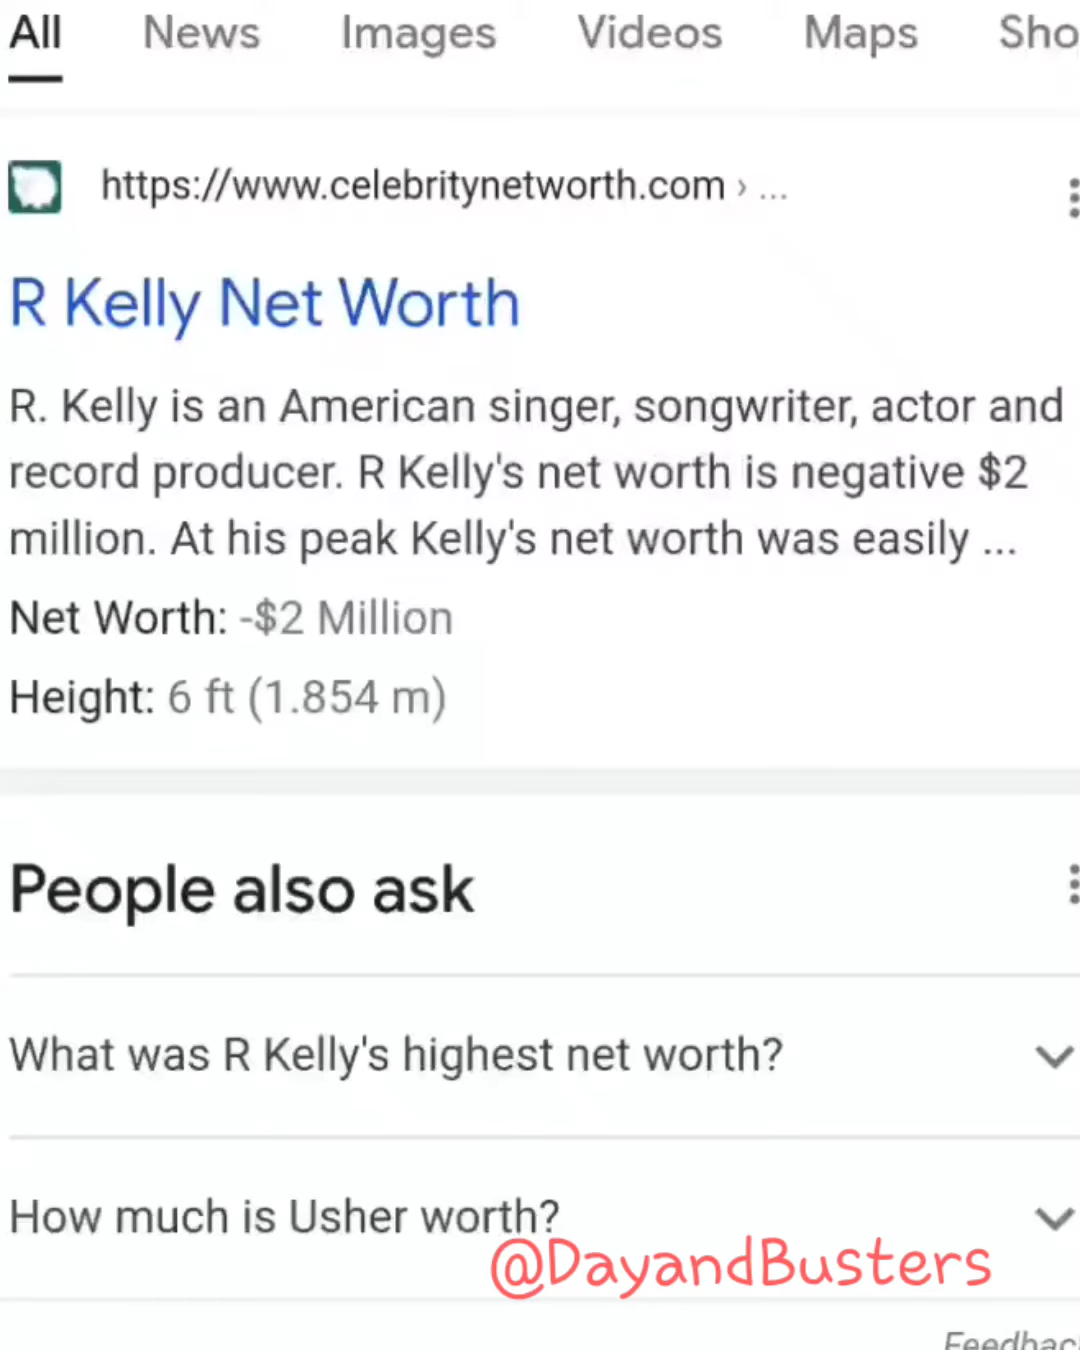 All News Images Videos Maps Sho
https://www.celebritynetworth.com › ...
R Kelly Net Worth
R. Kelly is an American singer, songwriter, actor and
record producer. R Kelly's net worth is negative $2
million. At his peak Kelly's net worth was easily ...
Net Worth: -$2 Million
Height: 6 ft (1.854 m)
People also ask
What was R Kelly's highest net worth?
How much is Usher worth?
@DayandBusters
Feedbac